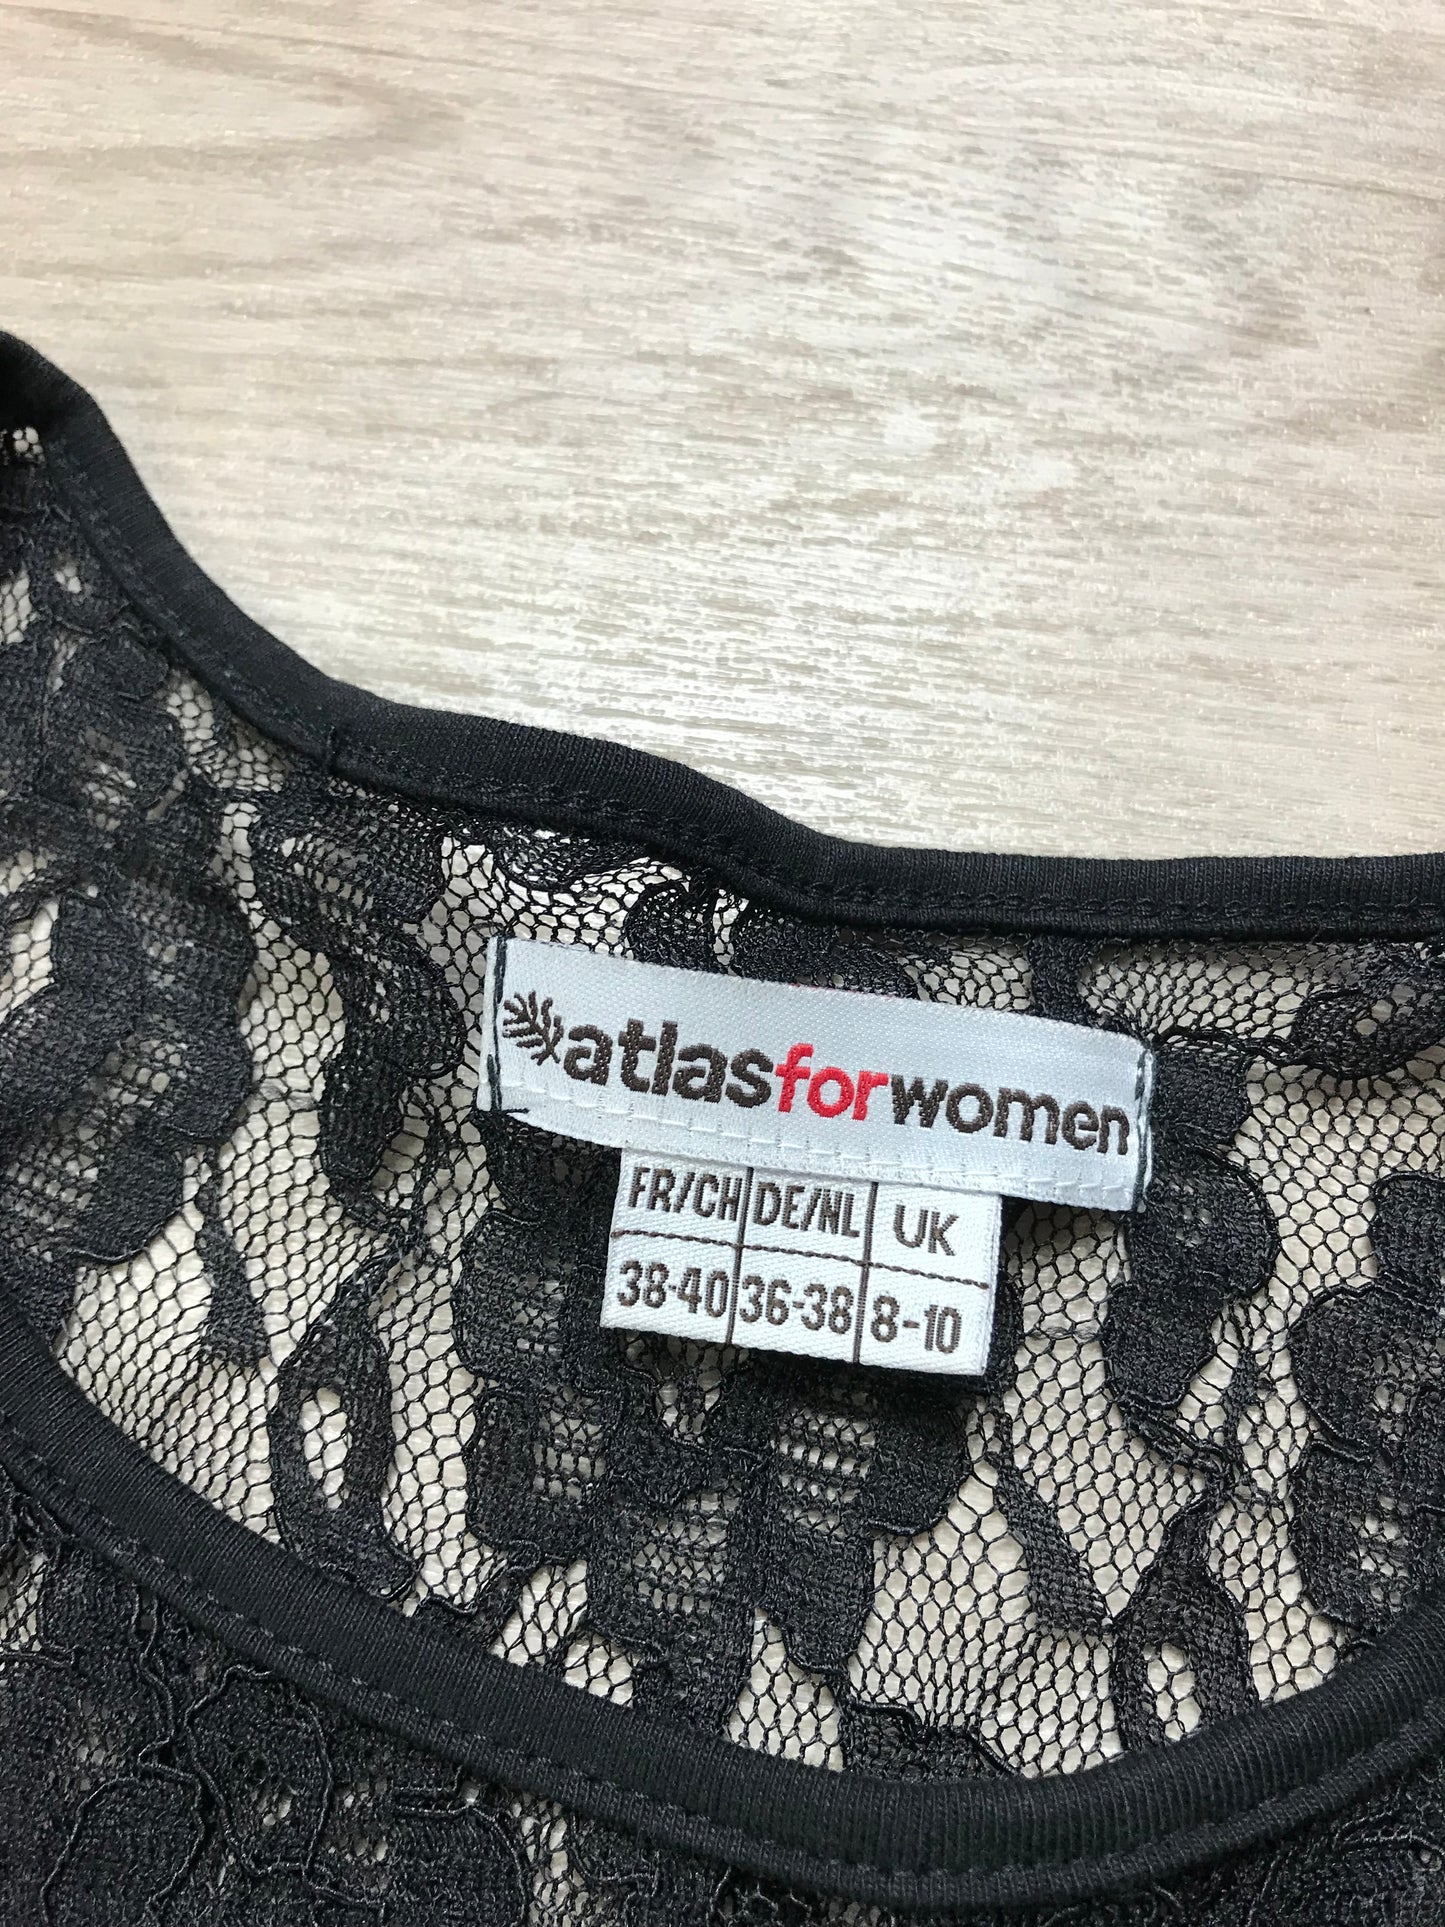 atlasforwomen
FR/CH DE/NL UK
38-40 36-38 8-10